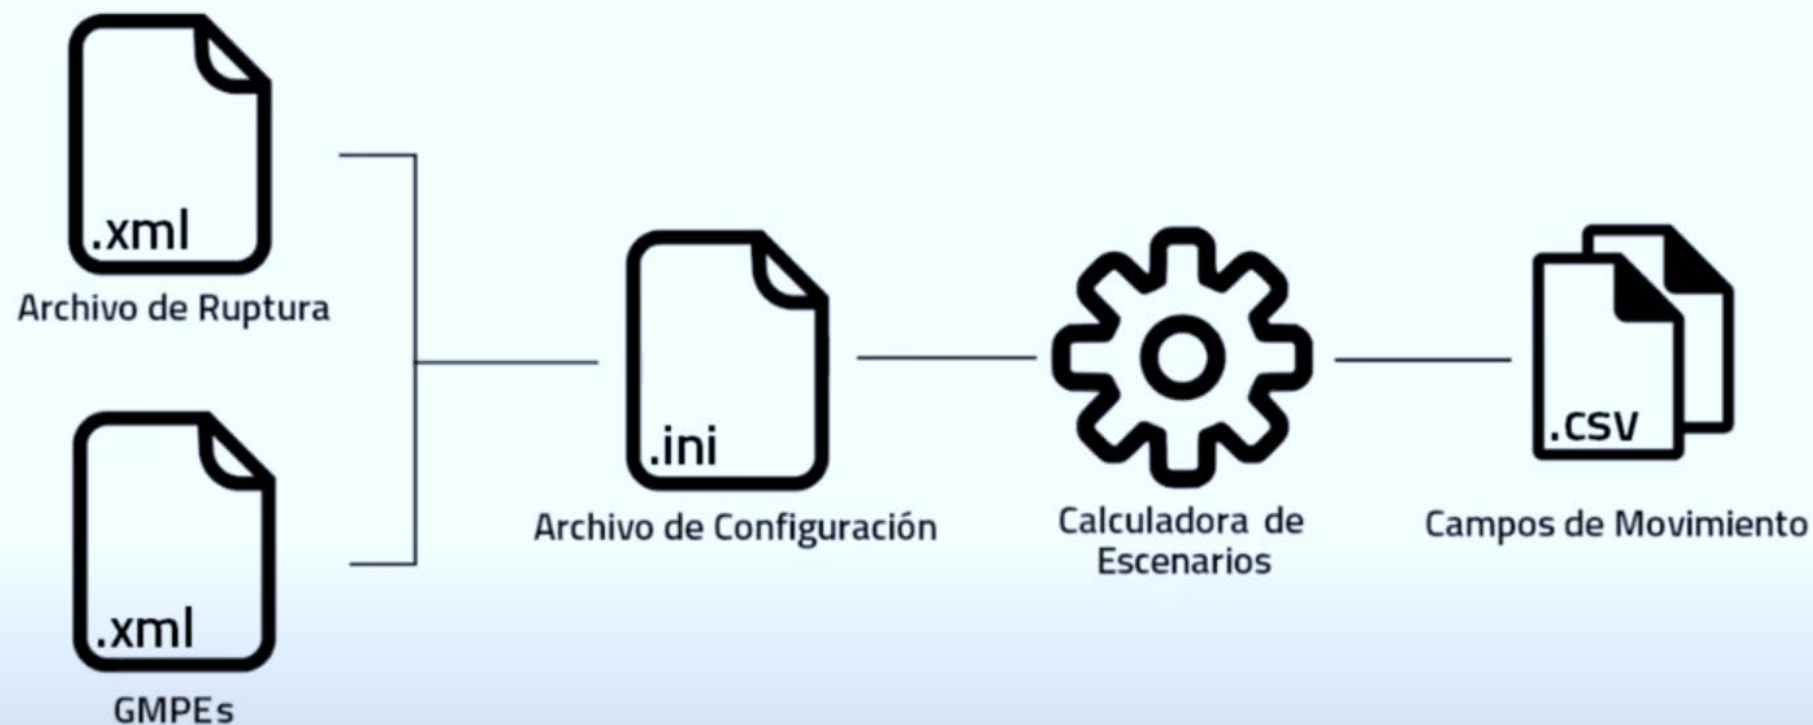 .xml
Archivo de Ruptura
.xml
GMPEs
.ini
Archivo de Configuración
Calculadora de
Escenarios
.csv
Campos de Movimiento